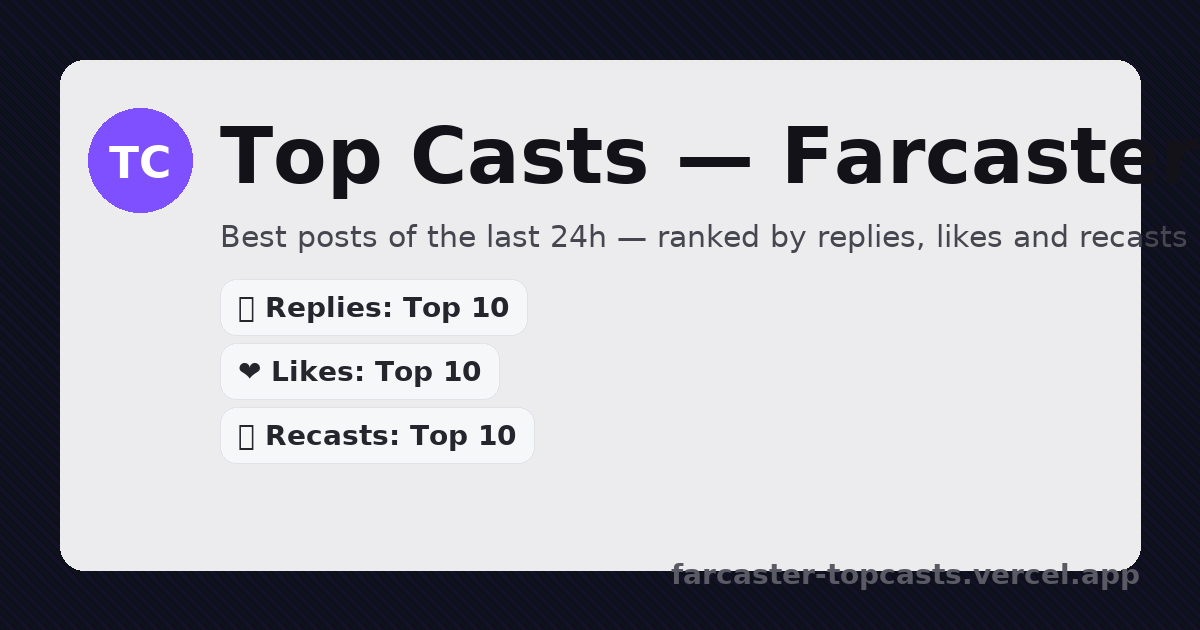 TC
Top Casts — Farcaster
Best posts of the last 24h — ranked by replies, likes and recasts
Replies: Top 10
❤ Likes: Top 10
Recasts: Top 10
farcaster-topcasts.vercel.app